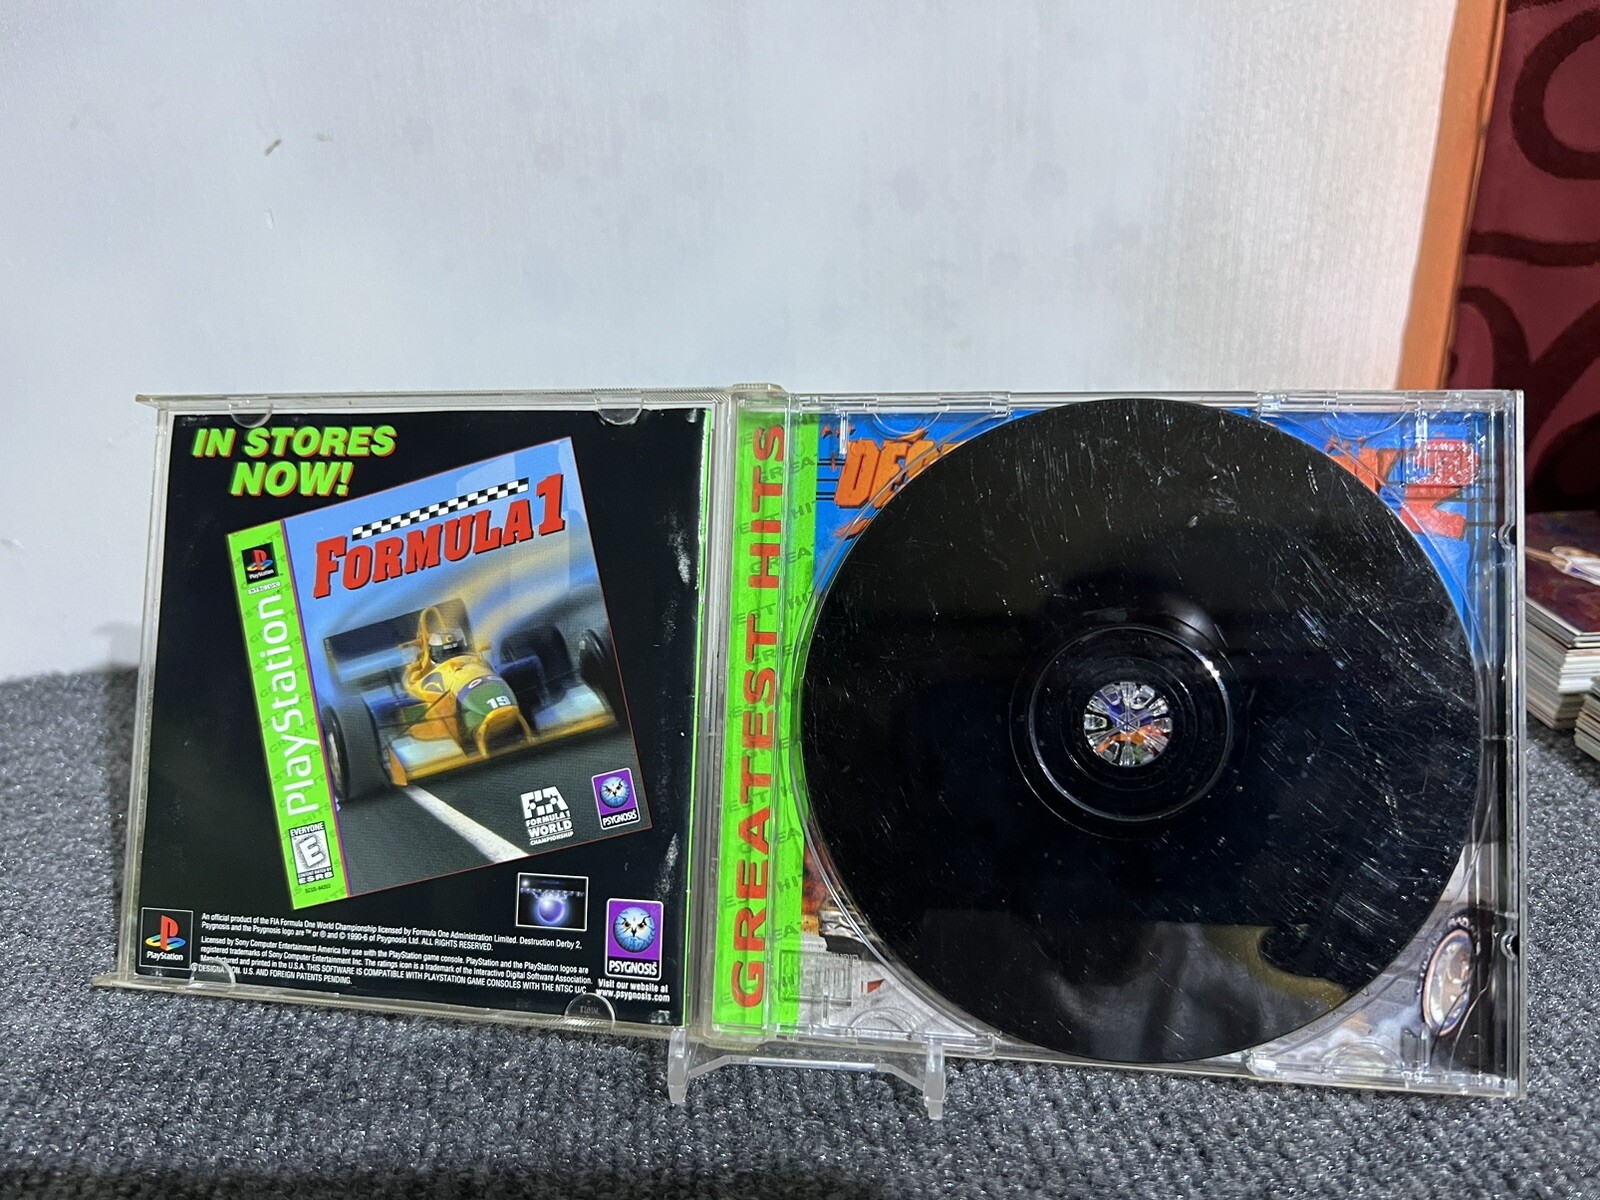 IN STORES
NOW!
FORMULA 1
PlayStation
PlayStation
19
FIA
FORMULA 1
WORLD
CHAMPIONSHIP
PSYGNOSIS
EVERYONE
E
CONTENT RATED BY
ESRB
PlayStation
An official product of the FIA Formula One World Championship licensed by Formula One Administration Limited. Destruction Derby 2,
Psygnosis and the Psygnosis logo are ™ or ® and © 1990-6 of Psygnosis Ltd. ALL RIGHTS RESERVED.
Licensed by Sony Computer Entertainment America for use with the PlayStation game console. PlayStation and the PlayStation logos are
registered trademarks of Sony Computer Entertainment Inc. The ratings icon is a trademark of the Interactive Digital Software Association.
Manufactured and printed in the U.S.A. THIS SOFTWARE IS COMPATIBLE WITH PLAYSTATION GAME CONSOLES WITH THE NTSC U/C
DESIGNATION. U.S. AND FOREIGN PATENTS PENDING.
PSYGNOSIS
Visit our website at
www.psygnosis.com
GREATEST HITS
2